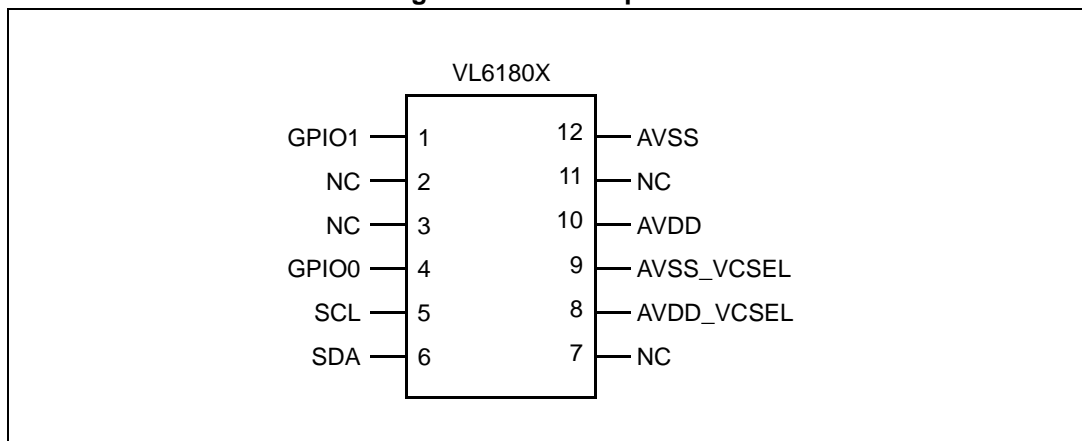 VL6180X
GPIO1 1 12 AVSS
NC 2 11 NC
NC 3 10 AVDD
GPIO0 4 9 AVSS_VCSEL
SCL 5 8 AVDD_VCSEL
SDA 6 7 NC